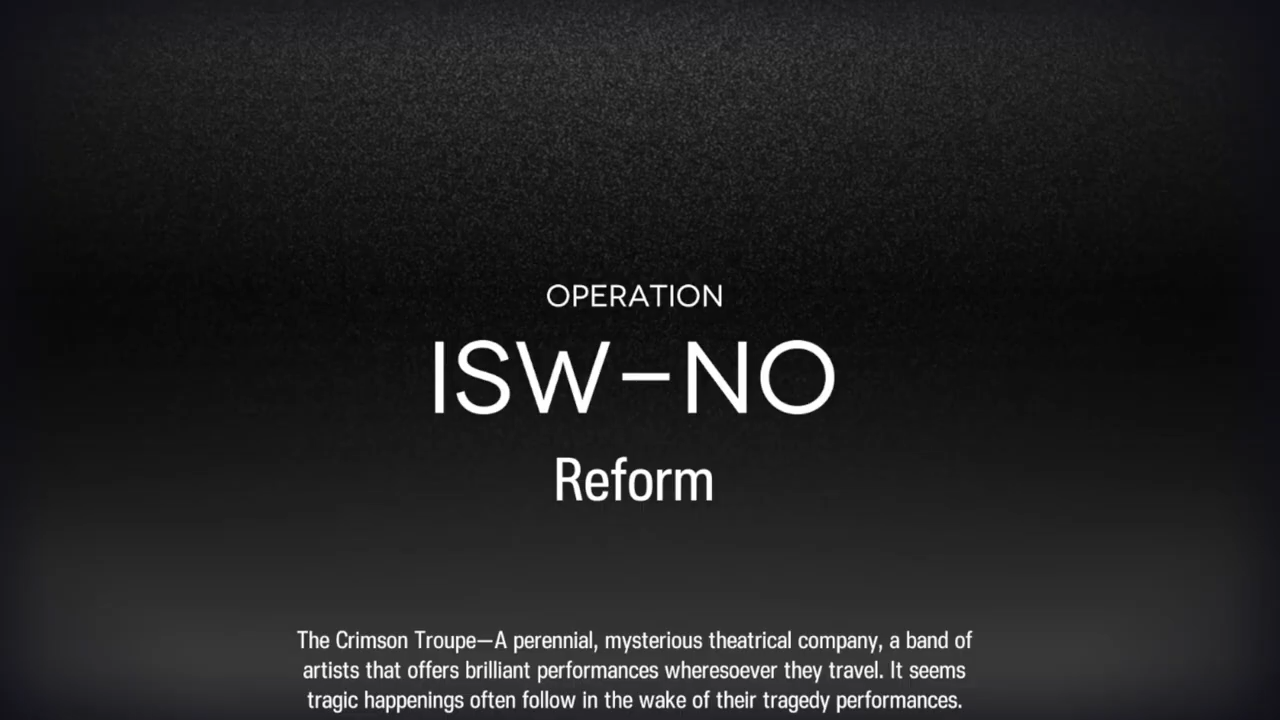 OPERATION
ISW-NO
Reform
The Crimson Troupe—A perennial, mysterious theatrical company, a band of
artists that offers brilliant performances wheresoever they travel. It seems
tragic happenings often follow in the wake of their tragedy performances.